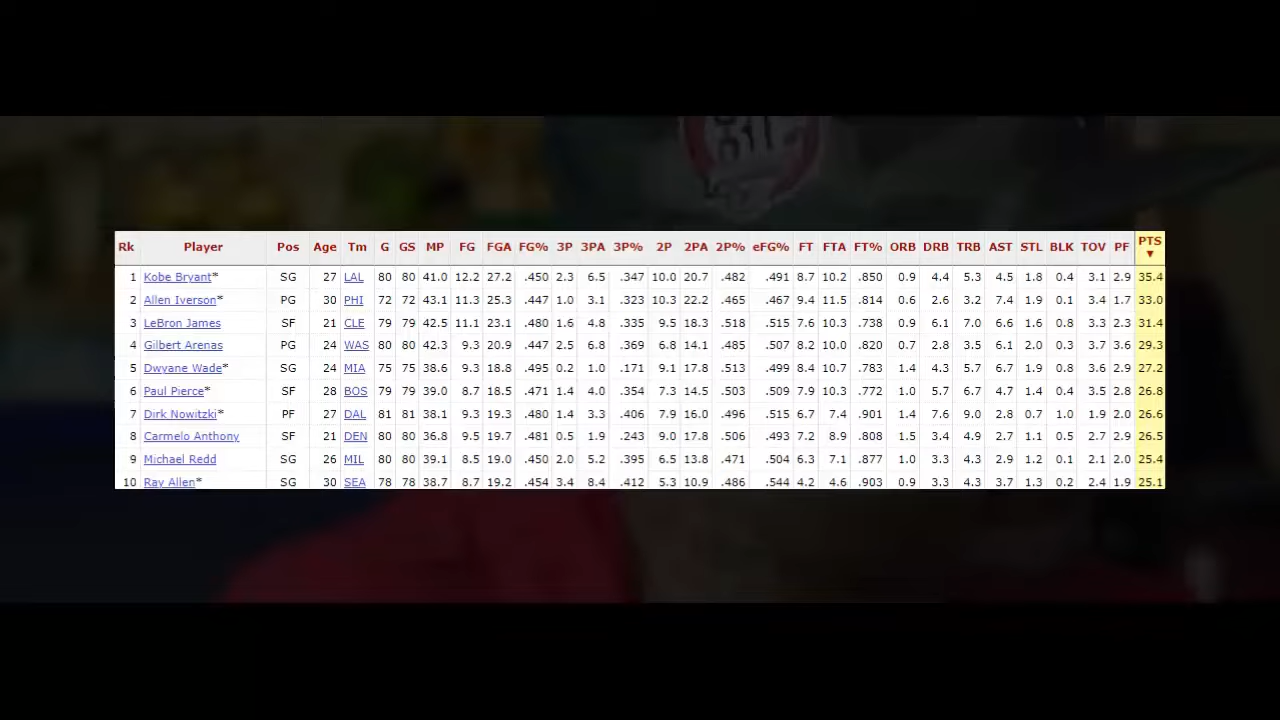 Rk Player Pos Age Tm G GS MP FG FGA FG% 3P 3PA 3P% 2P 2PA 2P% eFG% FT FTA FT% ORB DRB TRB AST STL BLK TOV PF PTS ▼
1 Kobe Bryant* SG 27 LAL 80 80 41.0 12.2 27.2 .450 2.3 6.5 .347 10.0 20.7 .482 .491 8.7 10.2 .850 0.9 4.4 5.3 4.5 1.8 0.4 3.1 2.9 35.4
2 Allen Iverson* PG 30 PHI 72 72 43.1 11.3 25.3 .447 1.0 3.1 .323 10.3 22.2 .465 .467 9.4 11.5 .814 0.6 2.6 3.2 7.4 1.9 0.1 3.4 1.7 33.0
3 LeBron James SF 21 CLE 79 79 42.5 11.1 23.1 .480 1.6 4.8 .335 9.5 18.3 .518 .515 7.6 10.3 .738 0.9 6.1 7.0 6.6 1.6 0.8 3.3 2.3 31.4
4 Gilbert Arenas PG 24 WAS 80 80 42.3 9.3 20.9 .447 2.5 6.8 .369 6.8 14.1 .485 .507 8.2 10.0 .820 0.7 2.8 3.5 6.1 2.0 0.3 3.7 3.6 29.3
5 Dwyane Wade* SG 24 MIA 75 75 38.6 9.3 18.8 .495 0.2 1.0 .171 9.1 17.8 .513 .499 8.4 10.7 .783 1.4 4.3 5.7 6.7 1.9 0.8 3.6 2.9 27.2
6 Paul Pierce* SF 28 BOS 79 79 39.0 8.7 18.5 .471 1.4 4.0 .354 7.3 14.5 .503 .509 7.9 10.3 .772 1.0 5.7 6.7 4.7 1.4 0.4 3.5 2.8 26.8
7 Dirk Nowitzki* PF 27 DAL 81 81 38.1 9.3 19.3 .480 1.4 3.3 .406 7.9 16.0 .496 .515 6.7 7.4 .901 1.4 7.6 9.0 2.8 0.7 1.0 1.9 2.0 26.6
8 Carmelo Anthony SF 21 DEN 80 80 36.8 9.5 19.7 .481 0.5 1.9 .243 9.0 17.8 .506 .493 7.2 8.9 .808 1.5 3.4 4.9 2.7 1.1 0.5 2.7 2.9 26.5
9 Michael Redd SG 26 MIL 80 80 39.1 8.5 19.0 .450 2.0 5.2 .395 6.5 13.8 .471 .504 6.3 7.1 .877 1.0 3.3 4.3 2.9 1.2 0.1 2.1 2.0 25.4
10 Ray Allen* SG 30 SEA 78 78 38.7 8.7 19.2 .454 3.4 8.4 .412 5.3 10.9 .486 .544 4.2 4.6 .903 0.9 3.3 4.3 3.7 1.3 0.2 2.4 1.9 25.1